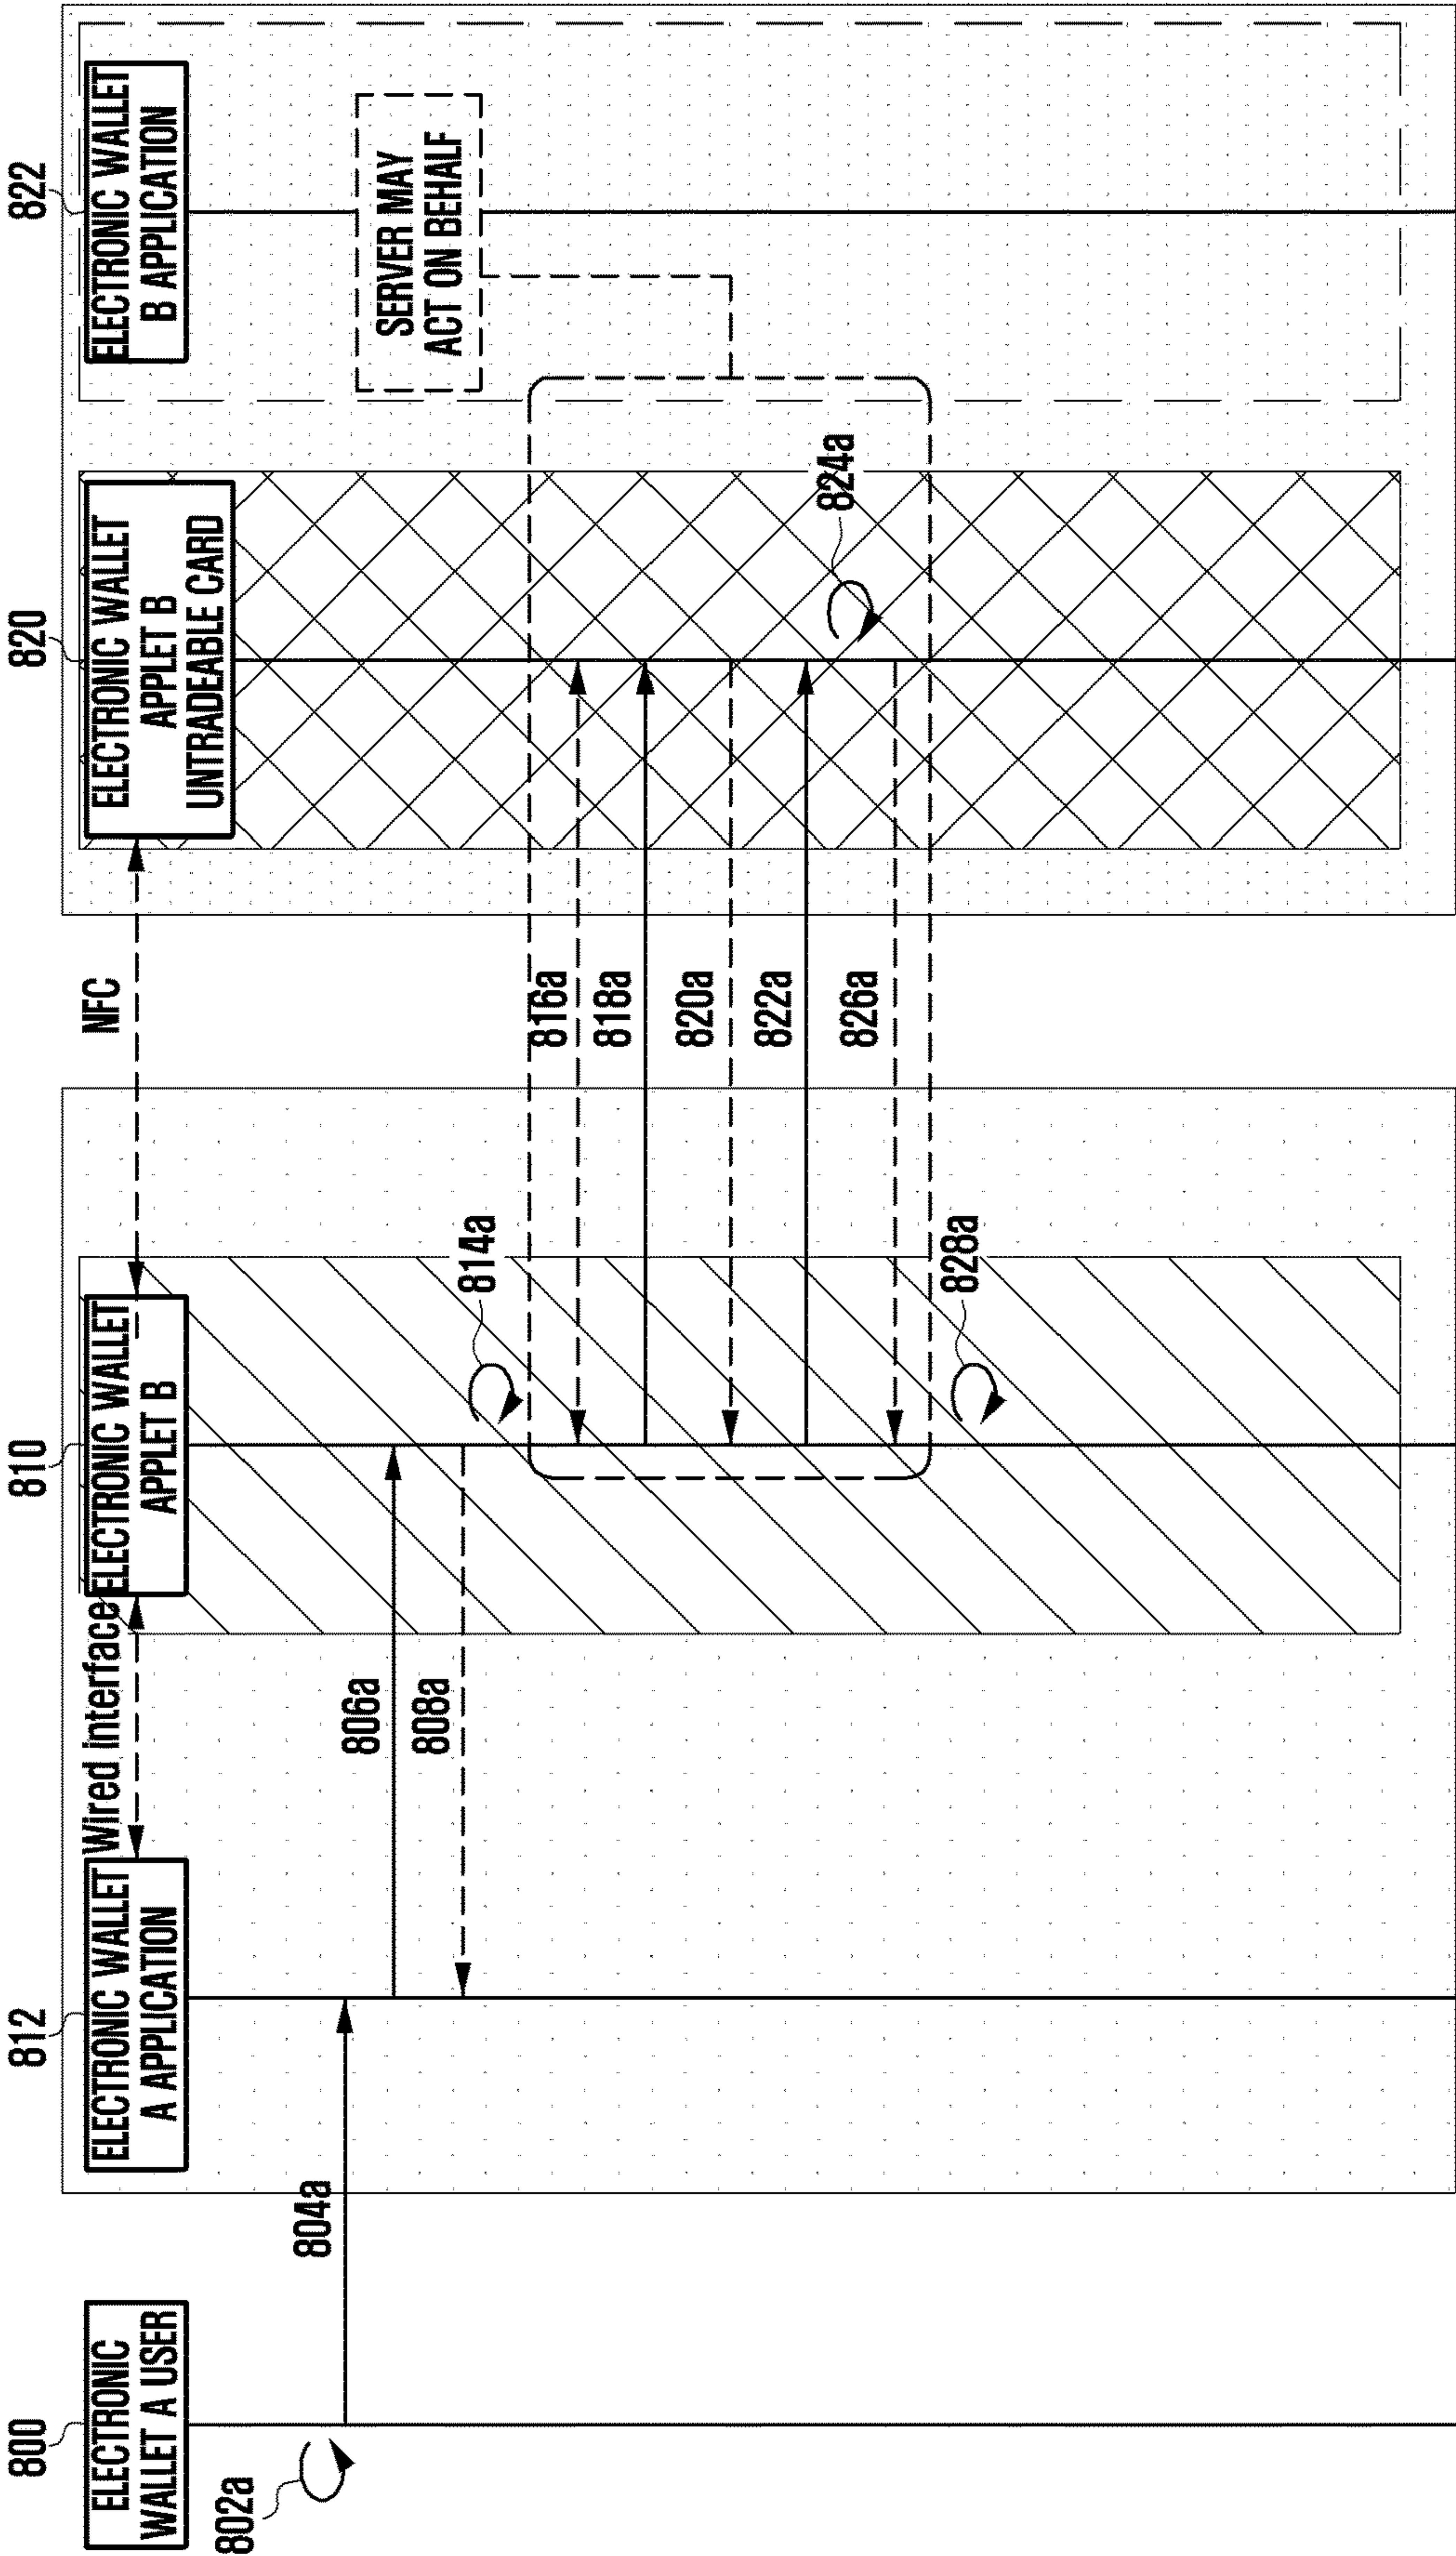 800
ELECTRONIC
WALLET A USER
812
ELECTRONIC WALLET
A APPLICATION
Wired interface
810
ELECTRONIC WALLET
APPLET B
NFC
820
ELECTRONIC WALLET
APPLET B
UNTRADEABLE CARD
822
ELECTRONIC WALLET
B APPLICATION
802a
804a
806a
808a
SERVER MAY
ACT ON BEHALF
814a
816a
818a
820a
822a
824a
826a
828a